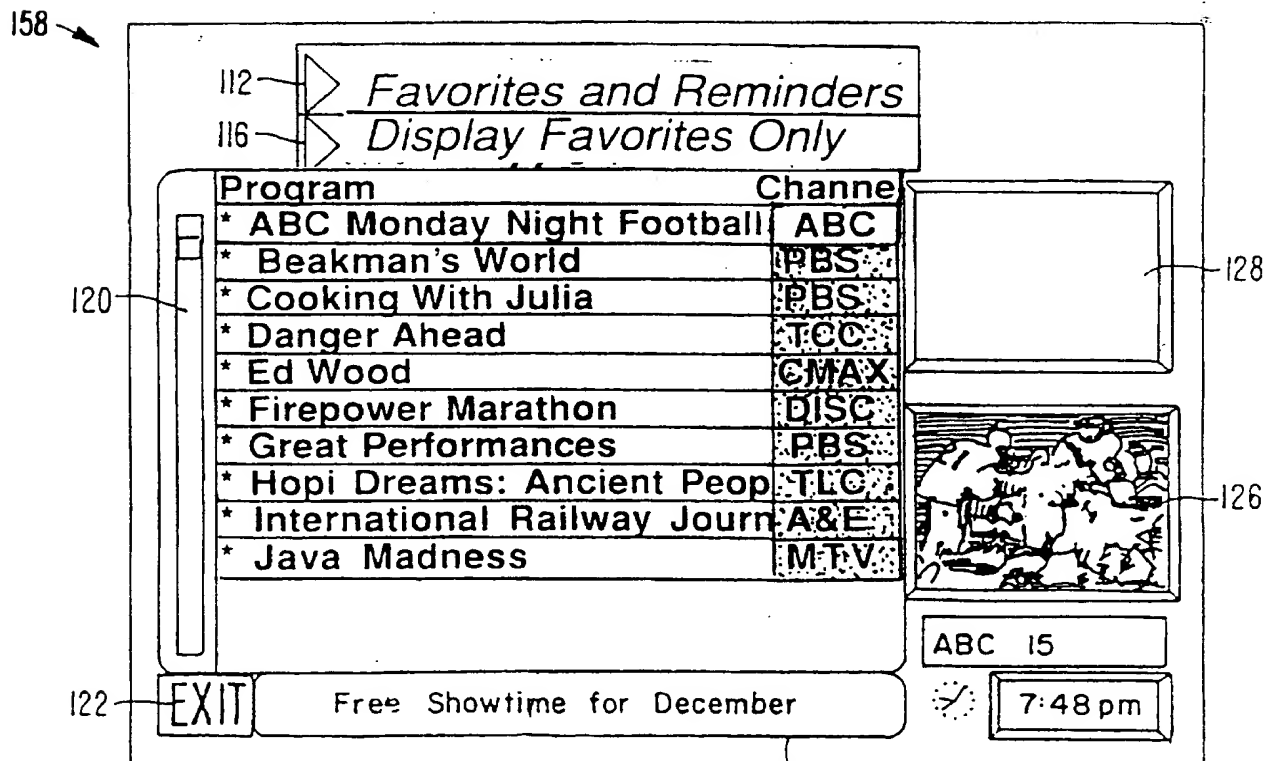 158
112
Favorites and Reminders
116
Display Favorites Only
Program Channe
* ABC Monday Night Football ABC
* Beakman's World PBS
* Cooking With Julia PBS
120
* Danger Ahead TCC
* Ed Wood CMAX
* Firepower Marathon DISC
* Great Performances PBS
* Hopi Dreams: Ancient Peop TLC
* International Railway Journ A&E
* Java Madness MTV
128
126
ABC 15
122
EXIT
Free Showtime for December
7:48 pm